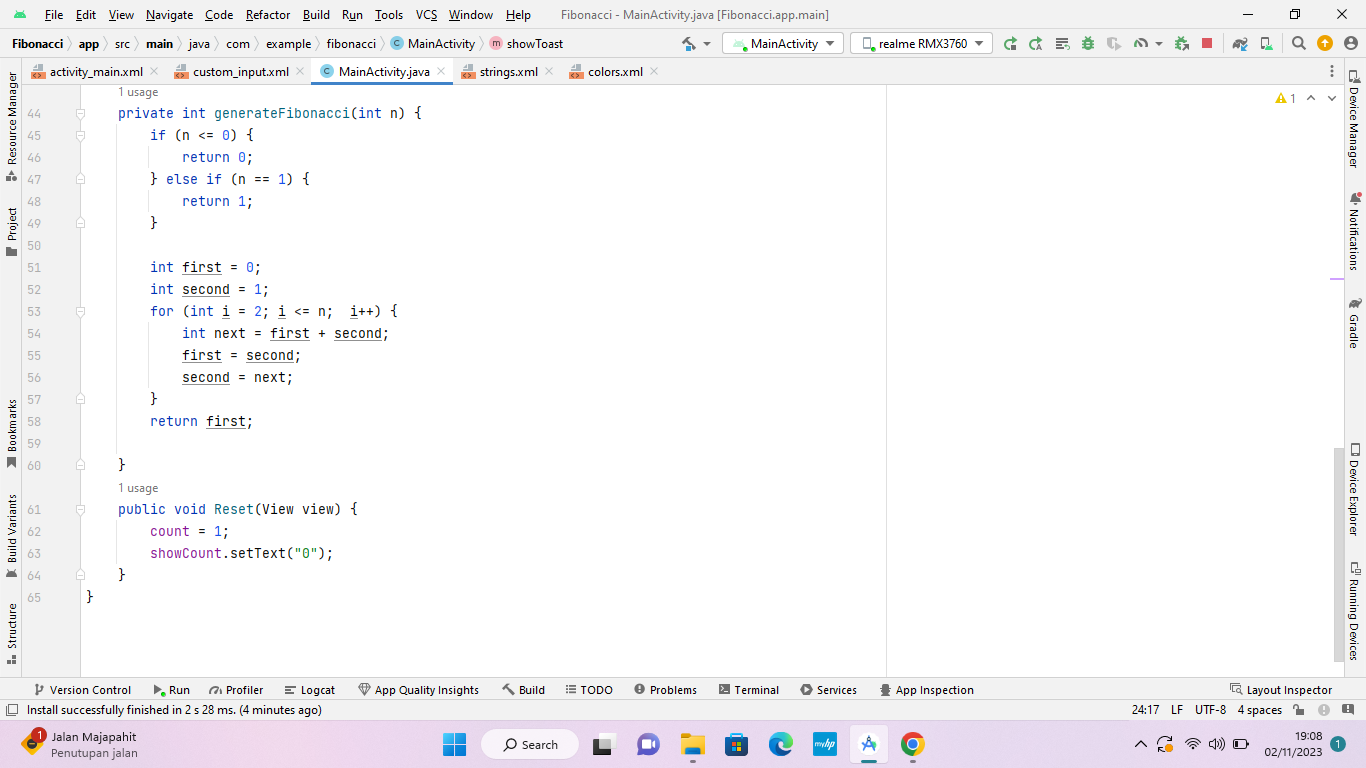 File Edit View Navigate Code Refactor Build Run Tools VCS Window Help Fibonacci - MainActivity.java [Fibonacci.app.main]
Fibonacci app src main java com example fibonacci C MainActivity m showToast MainActivity realme RMX3760
activity_main.xml custom_input.xml C MainActivity.java strings.xml colors.xml
1 usage
44 private int generateFibonacci(int n) {
45 if (n <= 0) {
46 return 0;
47 } else if (n == 1) {
48 return 1;
49 }
50
51 int first = 0;
52 int second = 1;
53 for (int i = 2; i <= n;  i++) {
54 int next = first + second;
55 first = second;
56 second = next;
57 }
58 return first;
59
60 }
1 usage
61 public void Reset(View view) {
62 count = 1;
63 showCount.setText("0");
64 }
65 }
1
Resource Manager
Project
Bookmarks
Build Variants
Structure
Device Manager
Notifications
Gradle
Device Explorer
Running Devices
Version Control Run Profiler Logcat App Quality Insights Build TODO Problems Terminal Services App Inspection Layout Inspector
Install successfully finished in 2 s 28 ms. (4 minutes ago) 24:17 LF UTF-8 4 spaces
1 Jalan Majapahit
Penutupan jalan
Search
myhp
19:08
02/11/2023
1